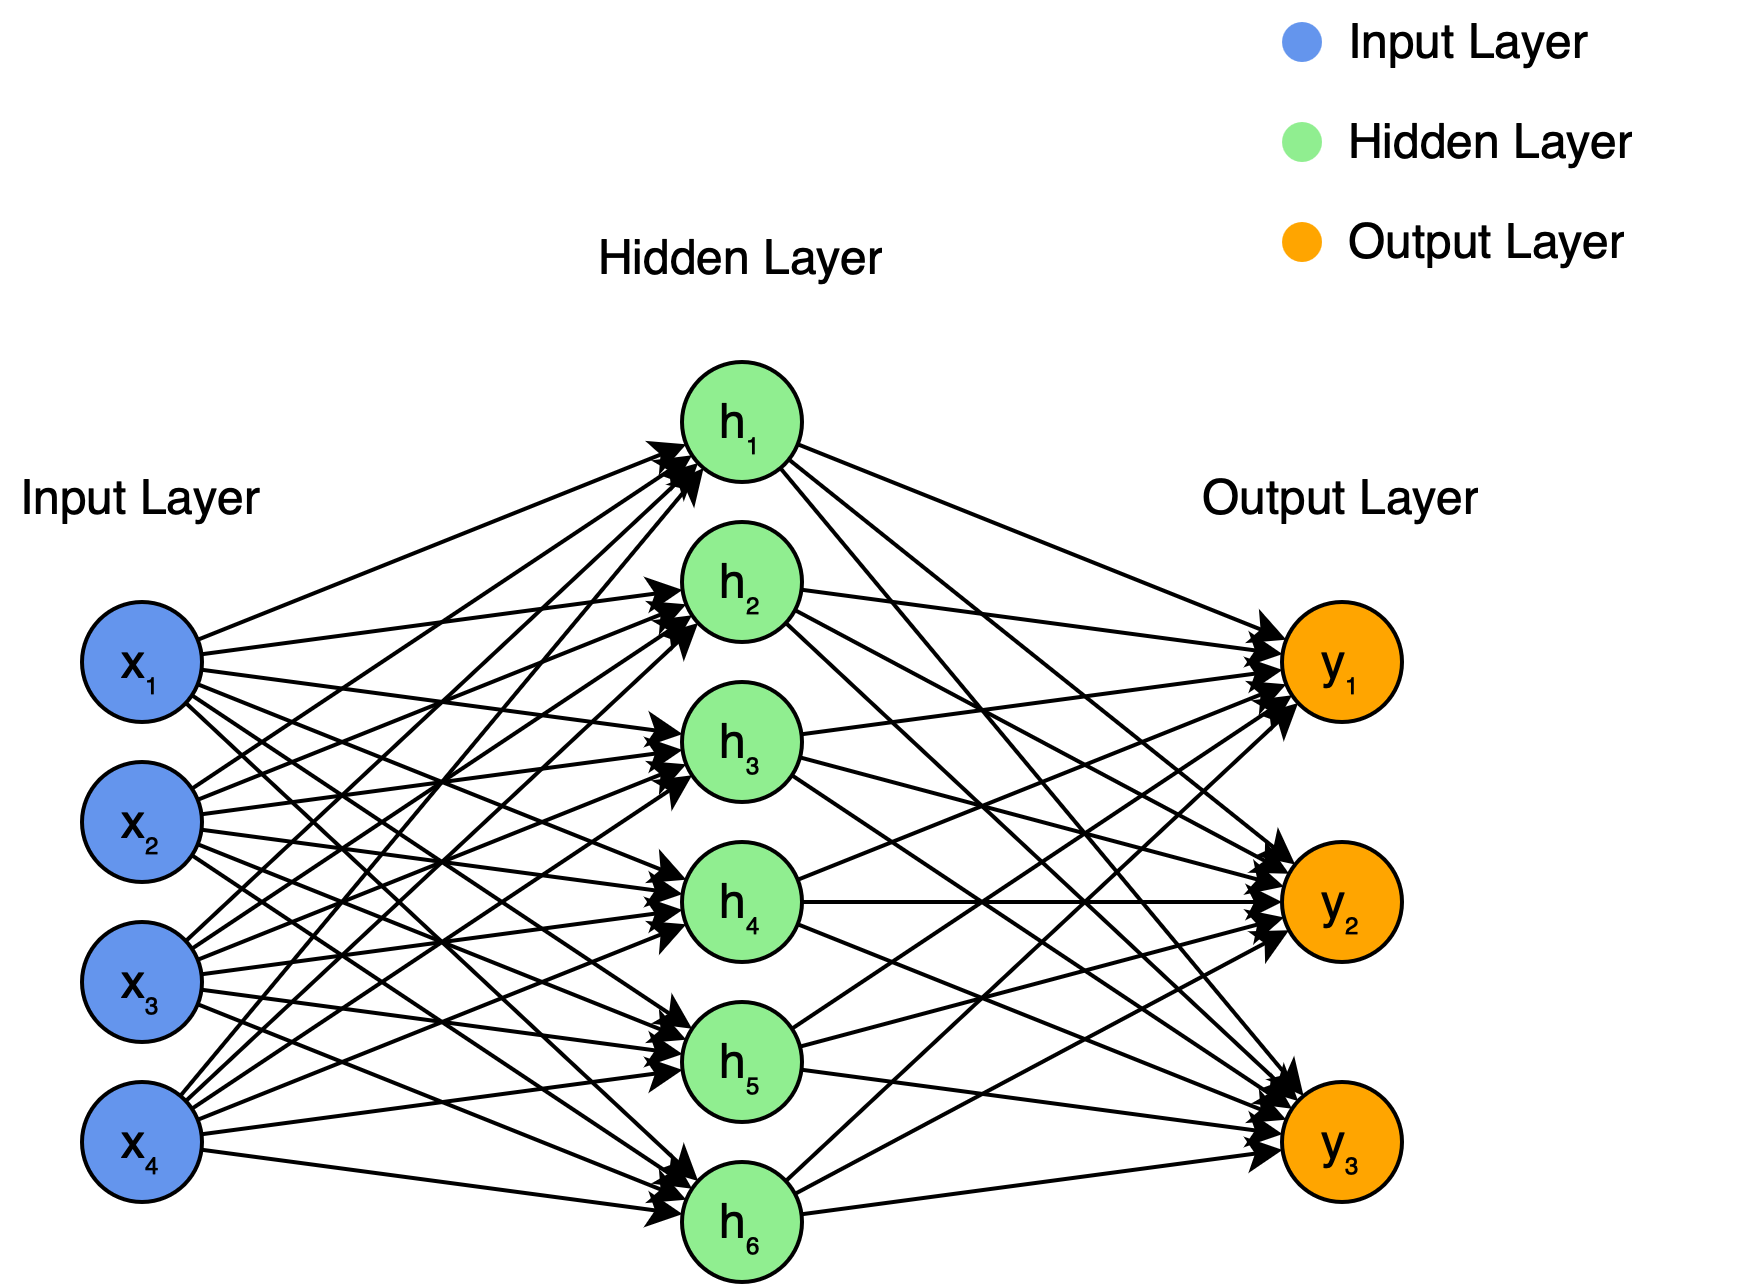 Input Layer
Hidden Layer
Output Layer
Hidden Layer
Input Layer
Output Layer
h₁
h₂
h₃
h₄
h₅
h₆
x₁
x₂
x₃
x₄
y₁
y₂
y₃